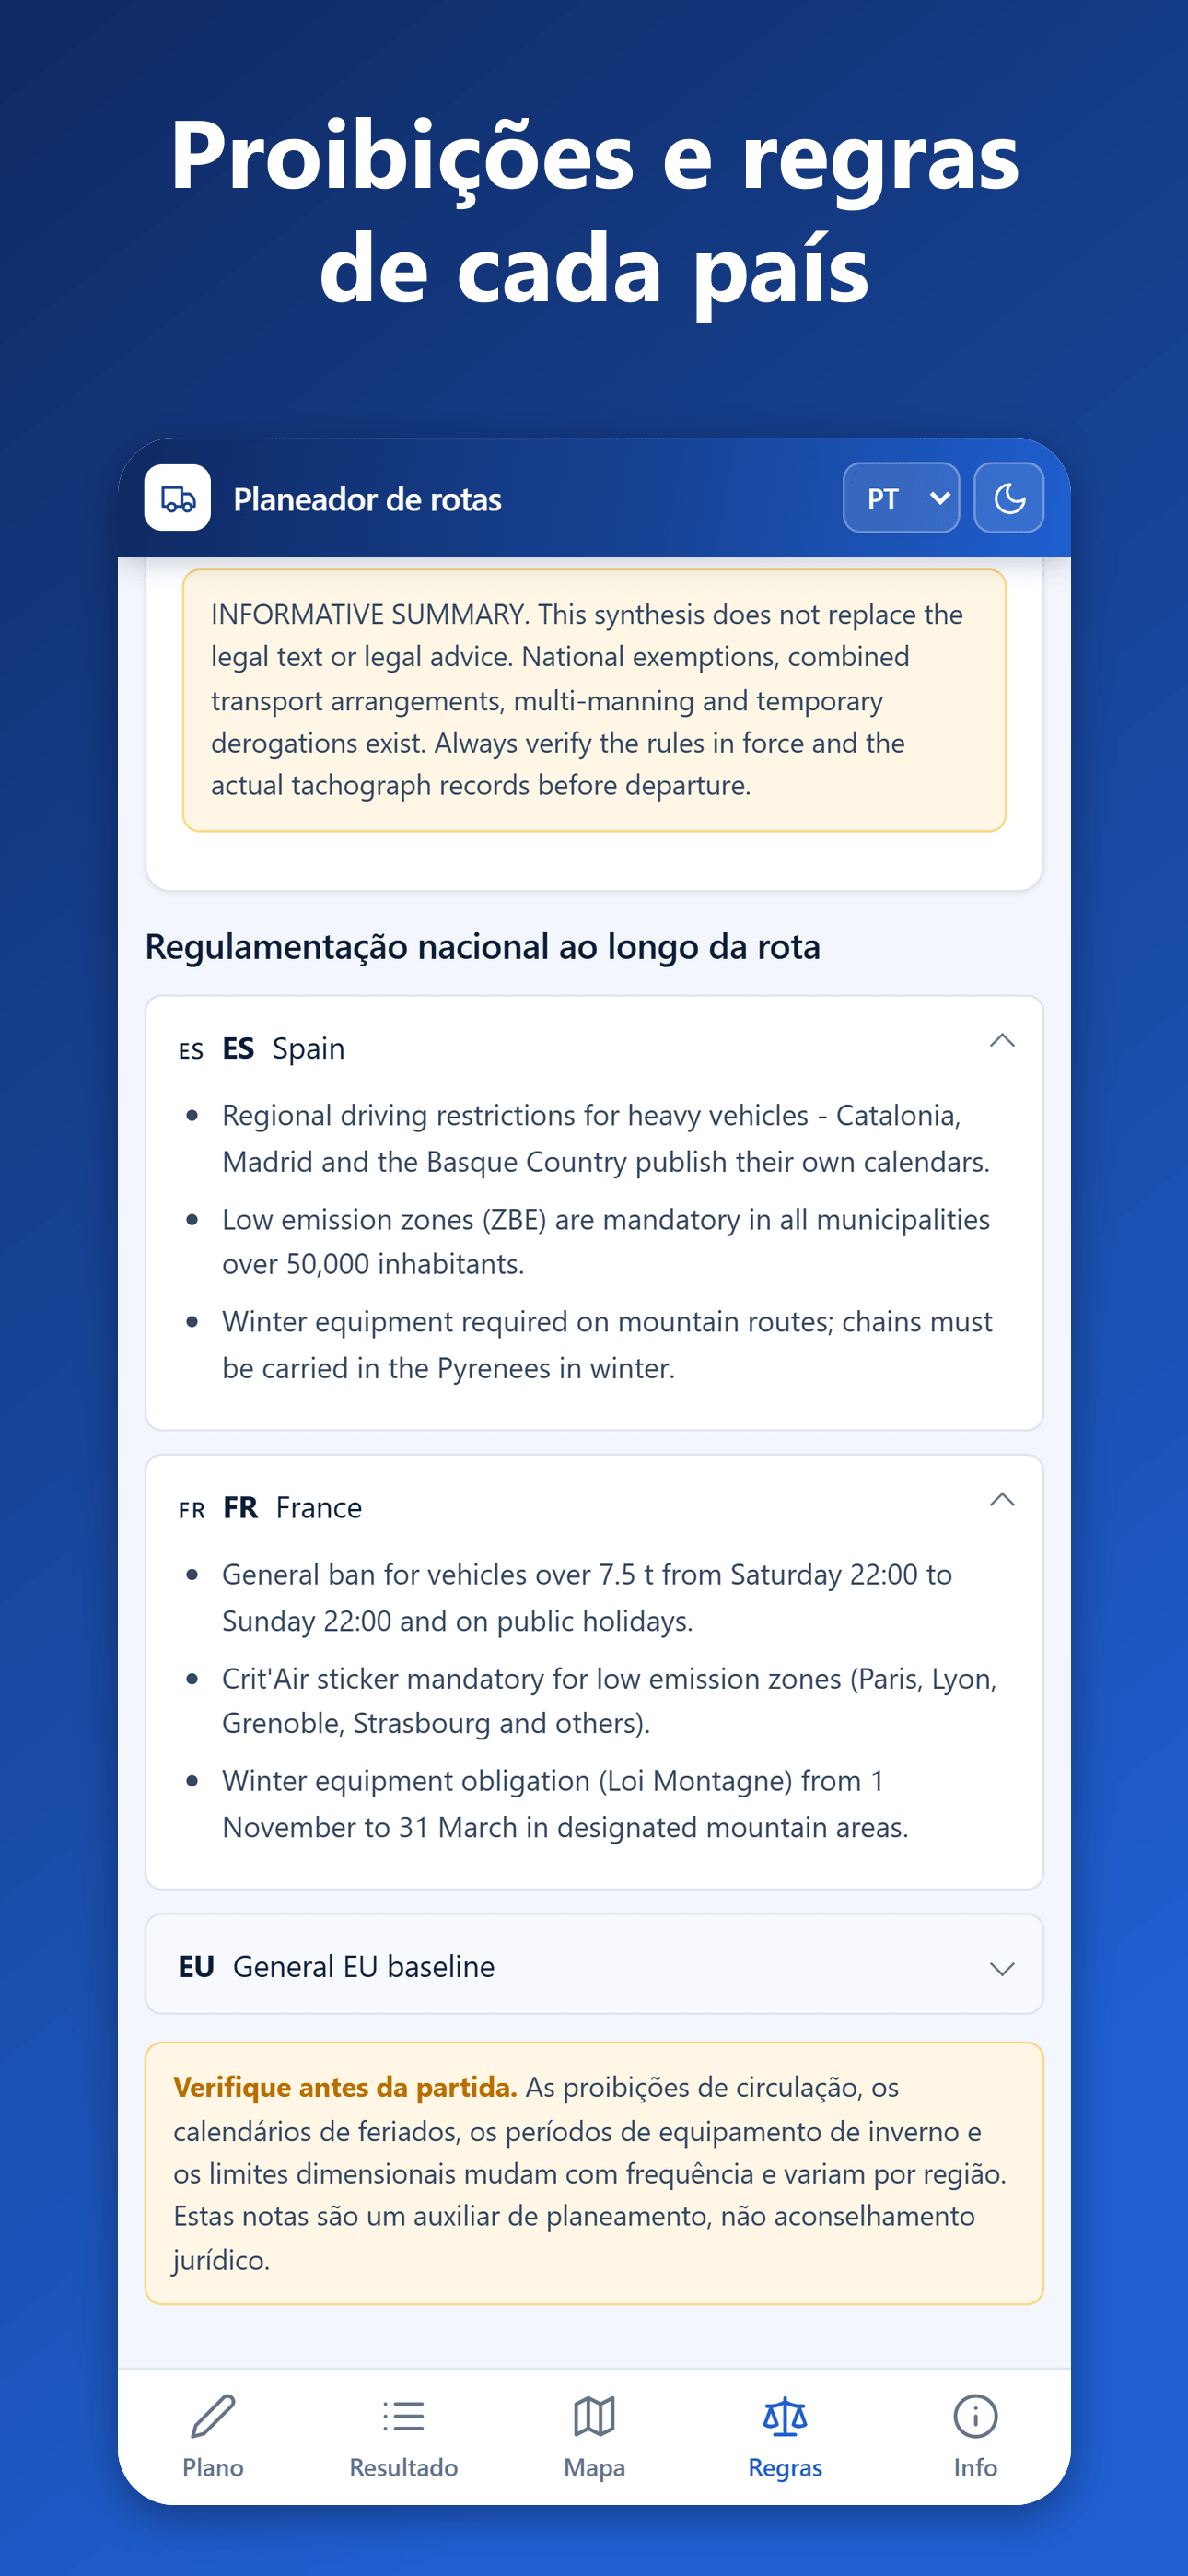 Proibições e regras
de cada país
Planeador de rotas
PT
INFORMATIVE SUMMARY. This synthesis does not replace the
legal text or legal advice. National exemptions, combined
transport arrangements, multi-manning and temporary
derogations exist. Always verify the rules in force and the
actual tachograph records before departure.
Regulamentação nacional ao longo da rota
ES ES Spain
• Regional driving restrictions for heavy vehicles - Catalonia,
Madrid and the Basque Country publish their own calendars.
• Low emission zones (ZBE) are mandatory in all municipalities
over 50,000 inhabitants.
• Winter equipment required on mountain routes; chains must
be carried in the Pyrenees in winter.
FR FR France
• General ban for vehicles over 7.5 t from Saturday 22:00 to
Sunday 22:00 and on public holidays.
• Crit'Air sticker mandatory for low emission zones (Paris, Lyon,
Grenoble, Strasbourg and others).
• Winter equipment obligation (Loi Montagne) from 1
November to 31 March in designated mountain areas.
EU General EU baseline
Verifique antes da partida. As proibições de circulação, os
calendários de feriados, os períodos de equipamento de inverno e
os limites dimensionais mudam com frequência e variam por região.
Estas notas são um auxiliar de planeamento, não aconselhamento
jurídico.
Plano
Resultado
Mapa
Regras
Info